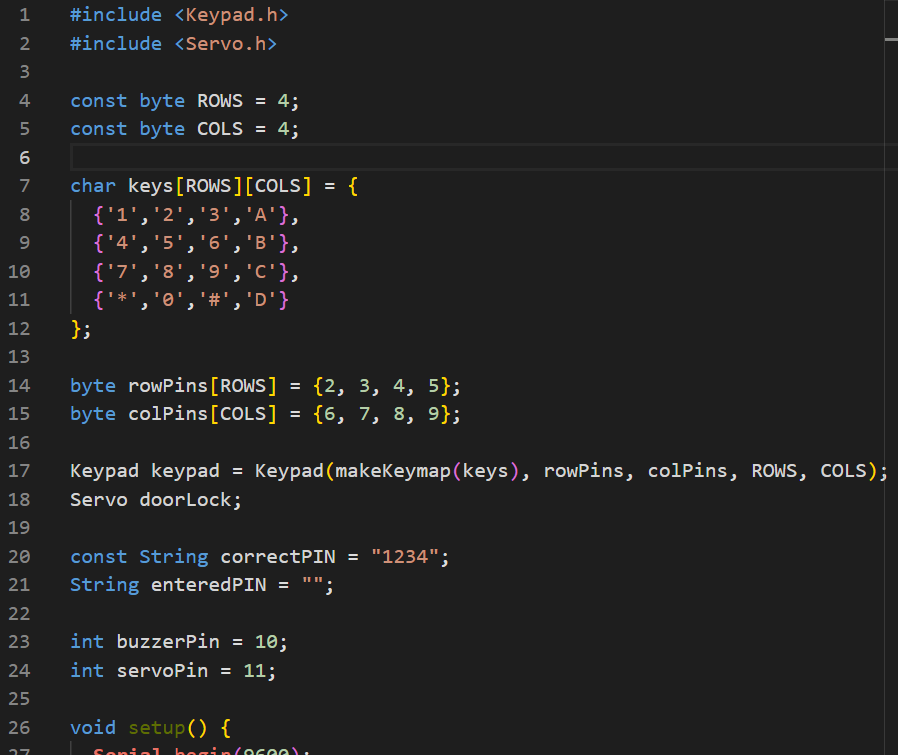 1 #include <Keypad.h>
2 #include <Servo.h>
3
4 const byte ROWS = 4;
5 const byte COLS = 4;
6
7 char keys[ROWS][COLS] = {
8   {'1','2','3','A'},
9   {'4','5','6','B'},
10   {'7','8','9','C'},
11   {'*','0','#','D'}
12 };
13
14 byte rowPins[ROWS] = {2, 3, 4, 5};
15 byte colPins[COLS] = {6, 7, 8, 9};
16
17 Keypad keypad = Keypad(makeKeymap(keys), rowPins, colPins, ROWS, COLS);
18 Servo doorLock;
19
20 const String correctPIN = "1234";
21 String enteredPIN = "";
22
23 int buzzerPin = 10;
24 int servoPin = 11;
25
26 void setup() {
27   Serial.begin(9600);